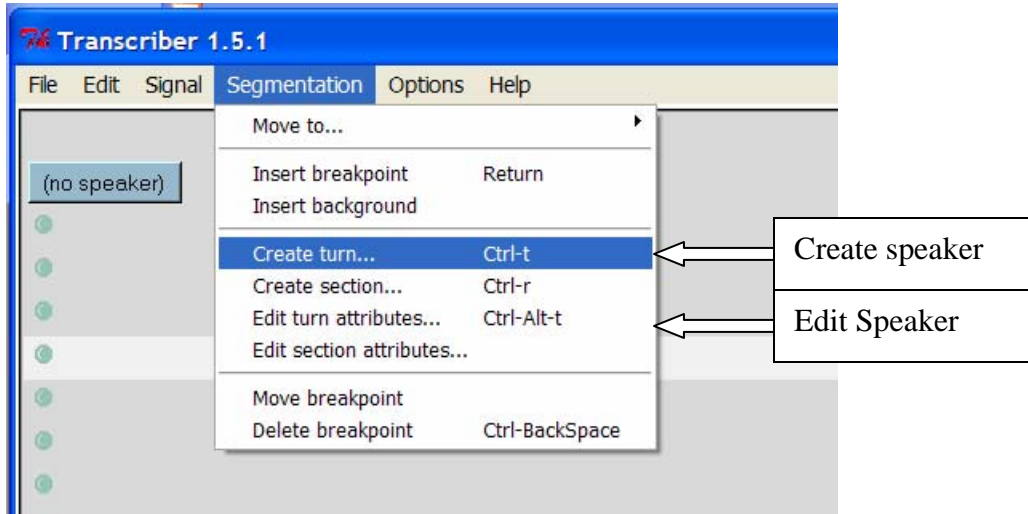 Transcriber 1.5.1
File Edit Signal Segmentation Options Help
Move to...
(no speaker)
Insert breakpoint Return
Insert background
Create turn... Ctrl-t
Create speaker
Create section... Ctrl-r
Edit turn attributes... Ctrl-Alt-t
Edit Speaker
Edit section attributes...
Move breakpoint
Delete breakpoint Ctrl-BackSpace